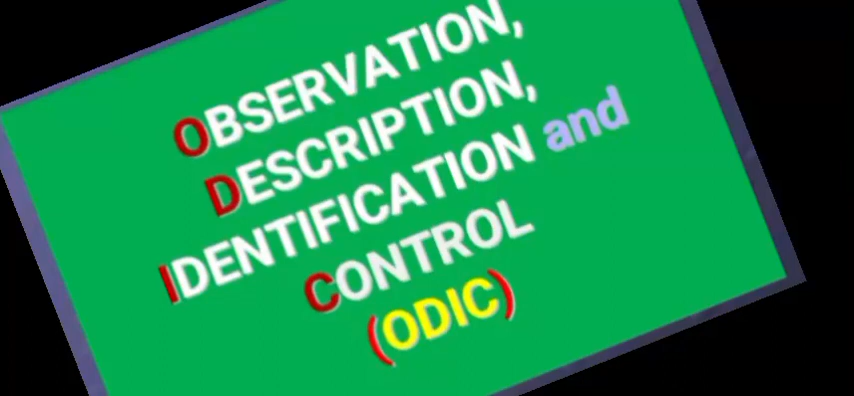 OBSERVATION,
DESCRIPTION,
IDENTIFICATION and
CONTROL
(ODIC)